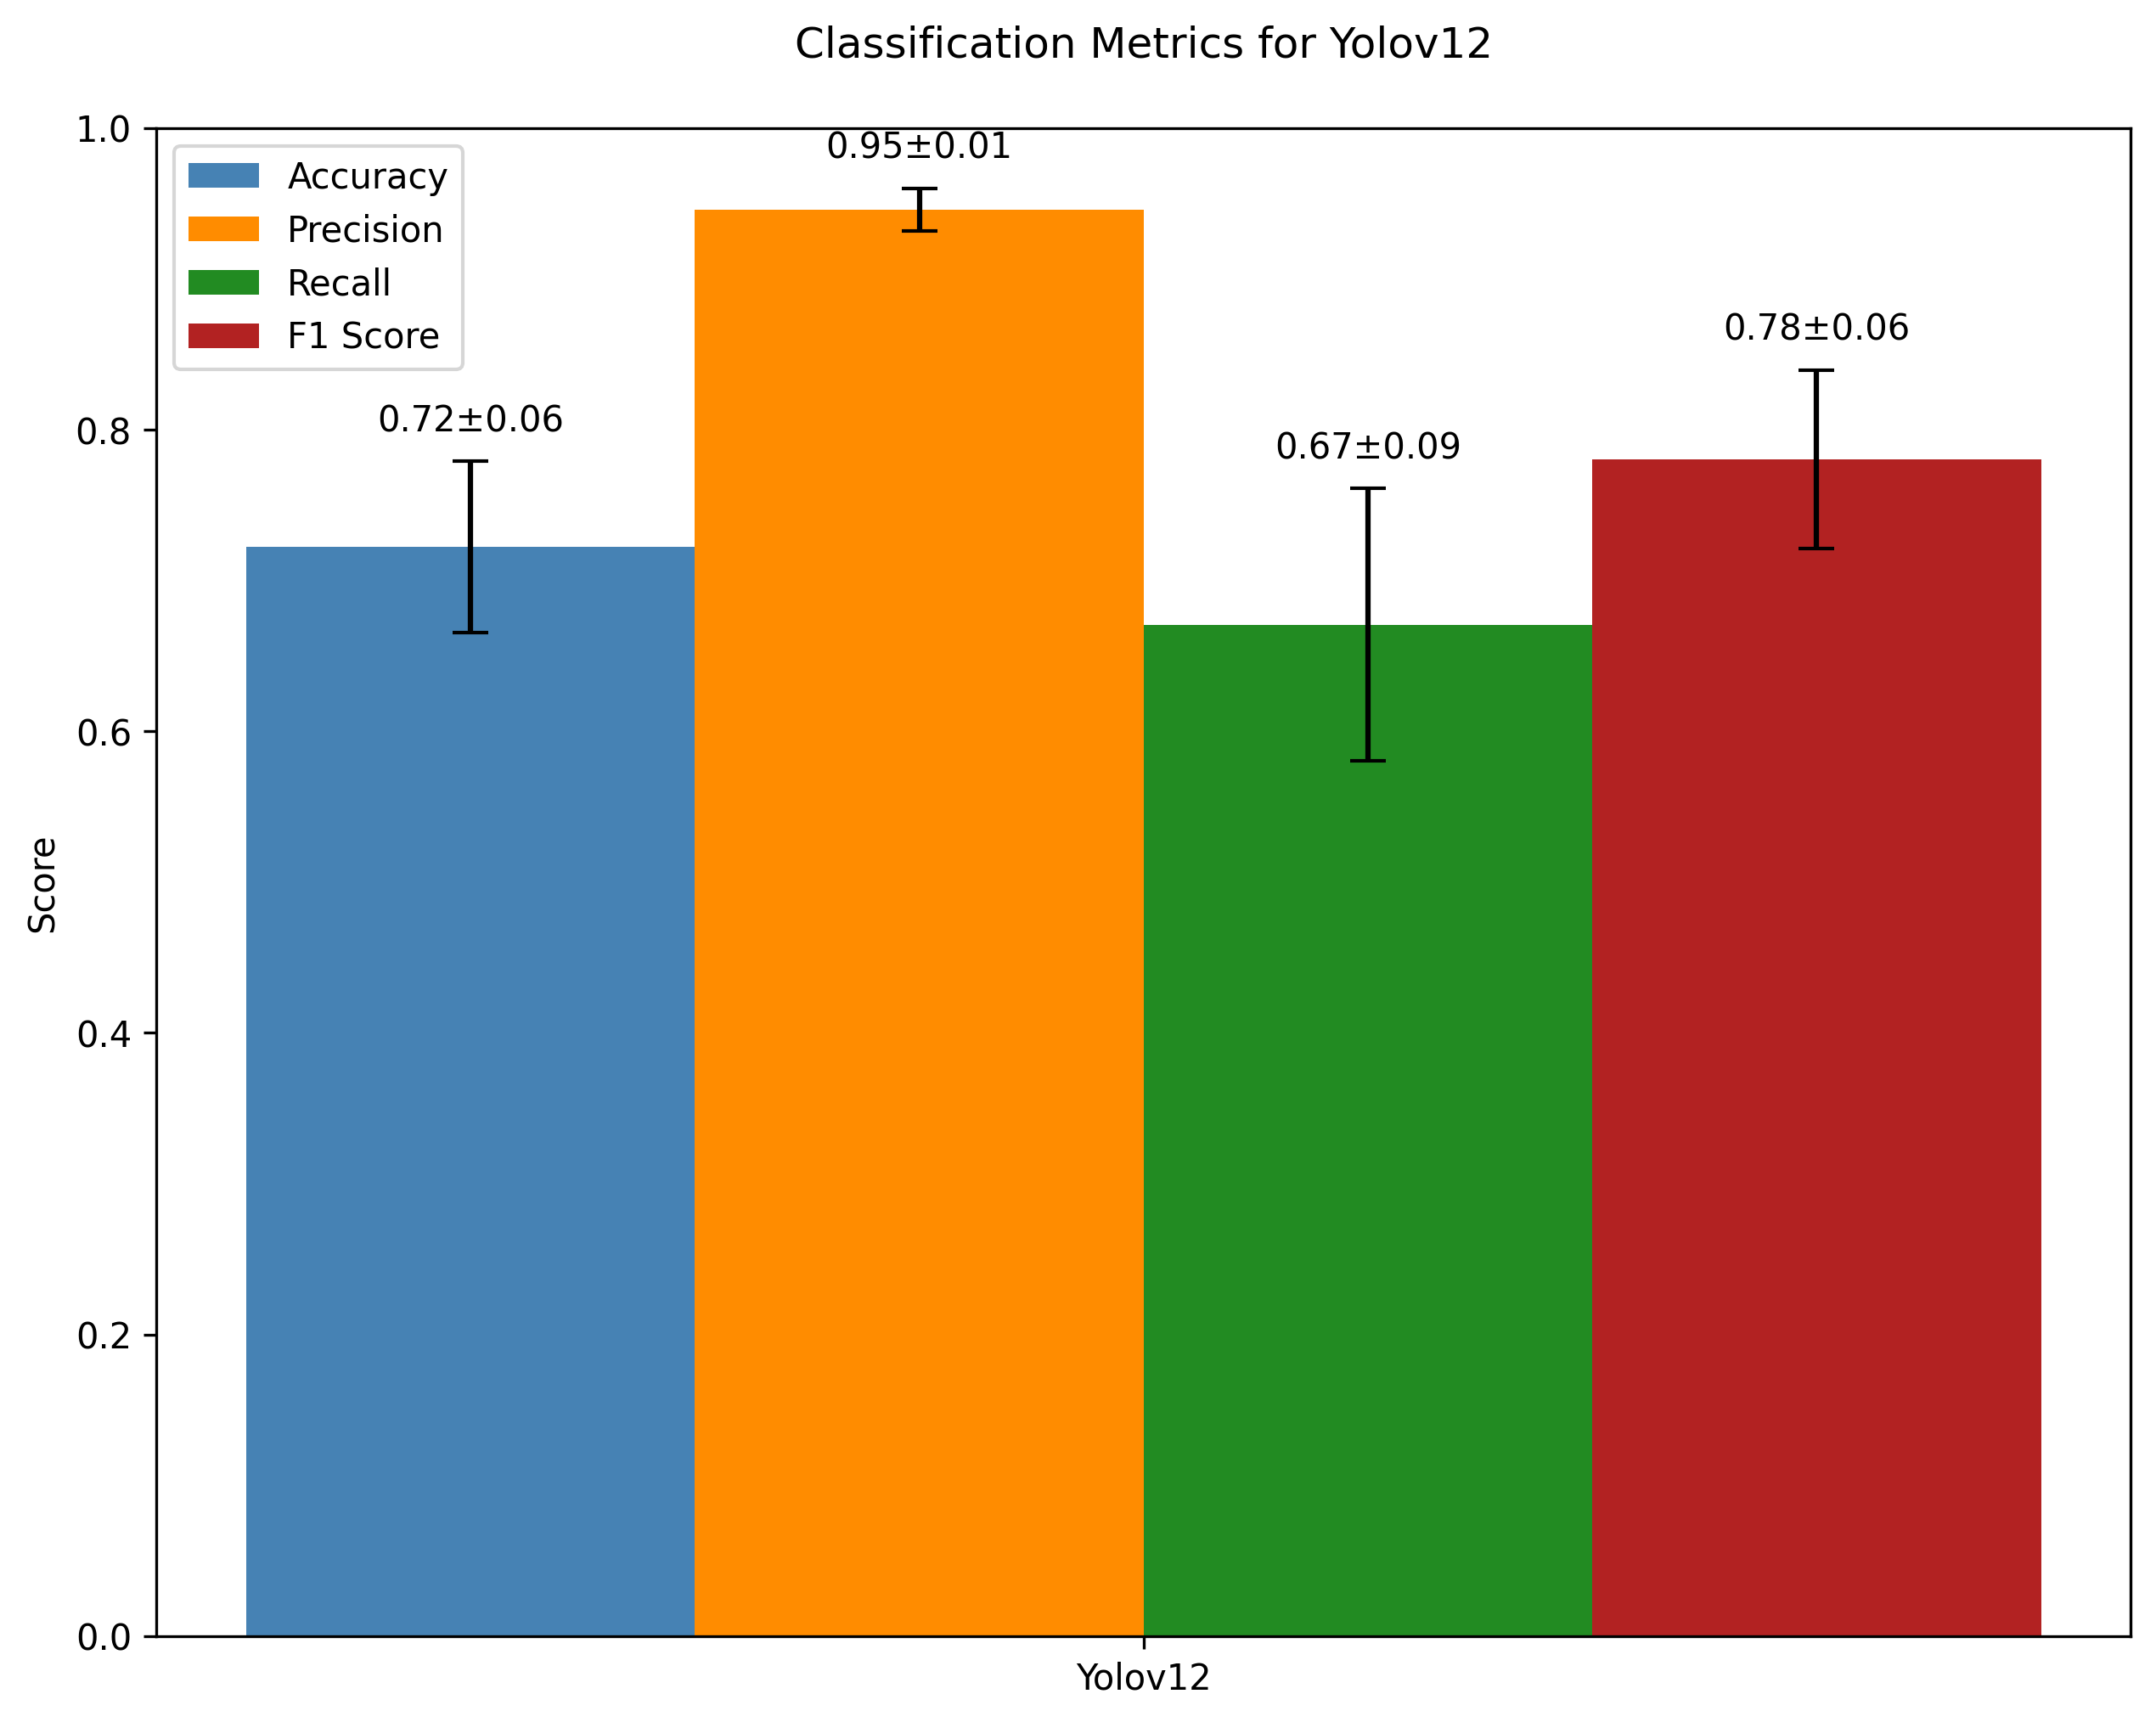 Classification Metrics for Yolov12
1.0
0.8
0.6
0.4
0.2
0.0
Score
Accuracy
Precision
Recall
F1 Score
0.72±0.06
0.95±0.01
0.67±0.09
0.78±0.06
Yolov12